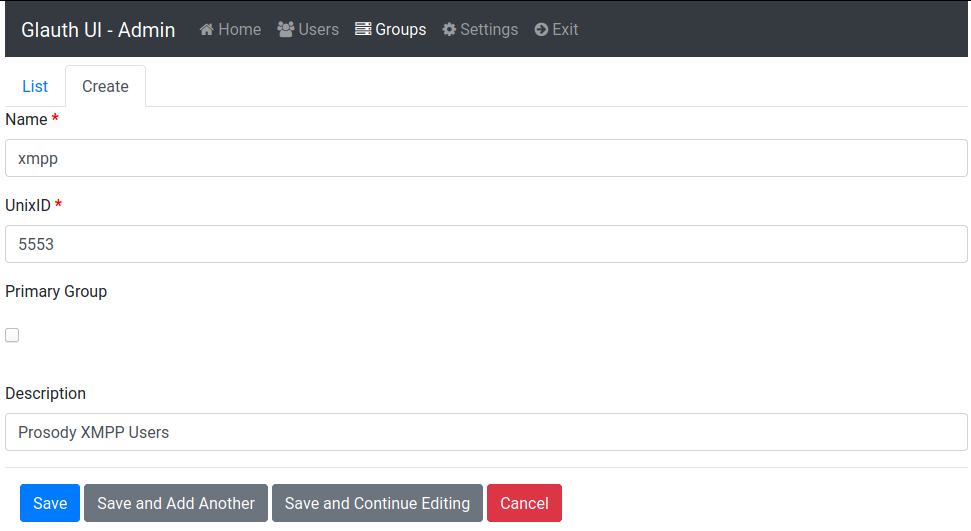 Glauth UI - Admin Home Users Groups Settings Exit
List Create
Name *
xmpp
UnixID *
5553
Primary Group
Description
Prosody XMPP Users
Save Save and Add Another Save and Continue Editing Cancel